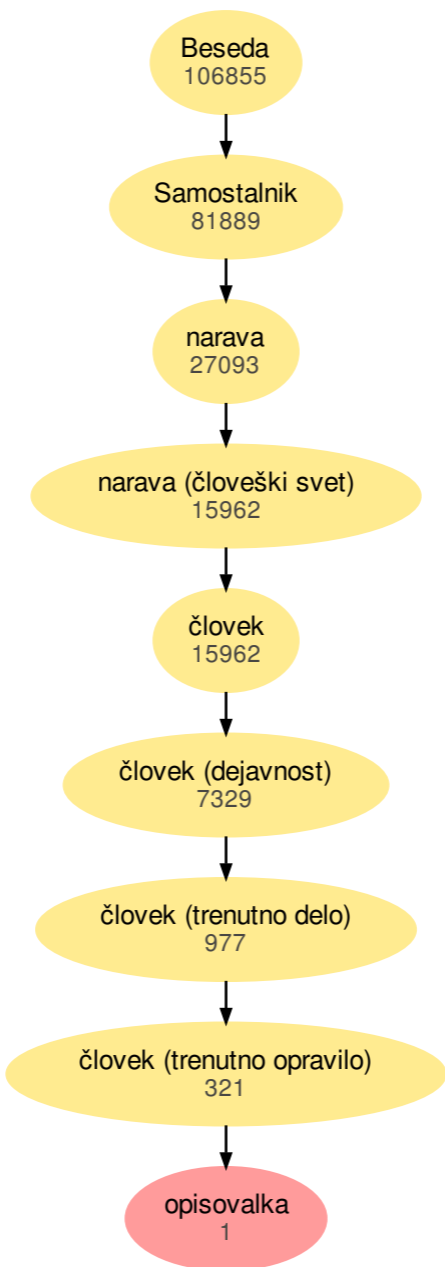 Beseda
106855
Samostalnik
81889
narava
27093
narava (človeški svet)
15962
človek
15962
človek (dejavnost)
7329
človek (trenutno delo)
977
človek (trenutno opravilo)
321
opisovalka
1